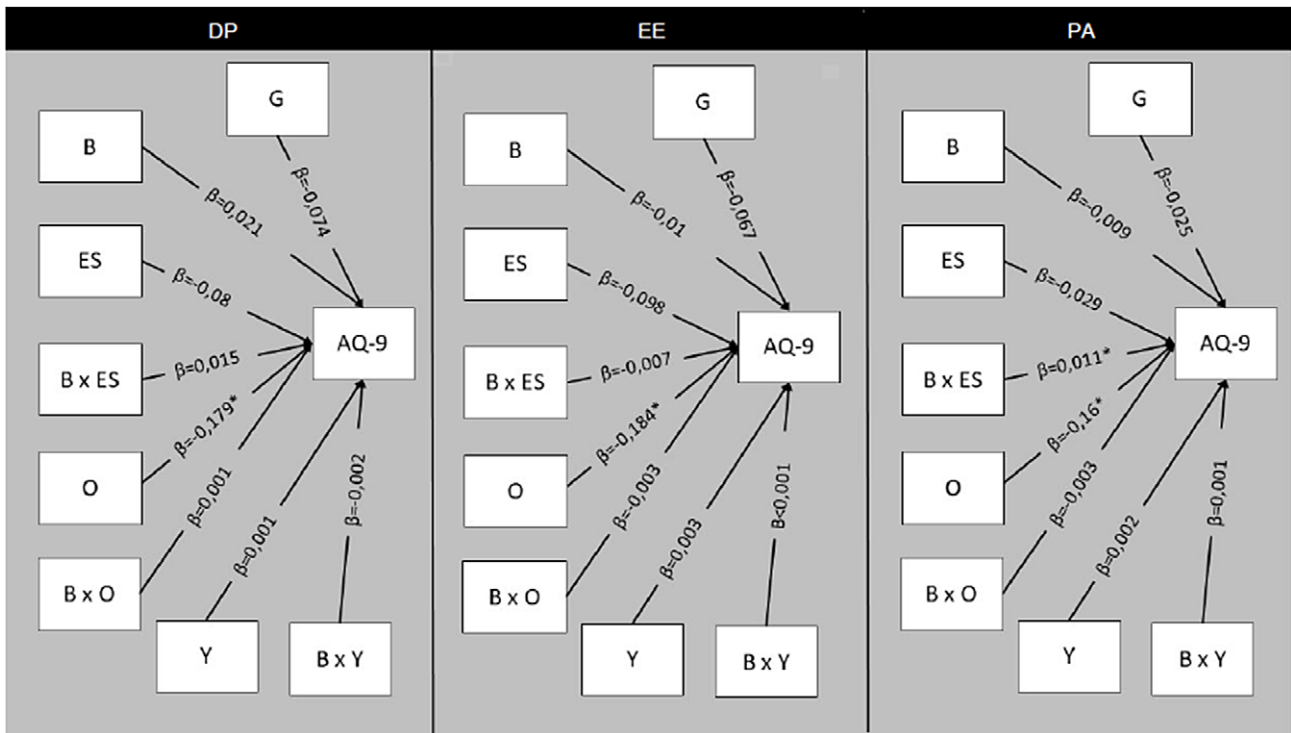 DP
G
B
β=-0,074
β=0,021
ES
β=-0,08
AQ-9
B x ES
β=0,015
β=-0,179*
O
β=0,001
β=0,001
β=-0,002
B x O
Y
B x Y
EE
G
B
β=-0,067
β=-0,01
ES
β=-0,098
AQ-9
B x ES
β=-0,007
β=-0,184*
O
β=-0,003
β=0,003
B<0,001
B x O
Y
B x Y
PA
G
B
β=-0,025
β=-0,009
ES
β=-0,029
AQ-9
B x ES
β=0,011*
β=-0,16*
O
β=-0,003
β=0,002
β=0,001
B x O
Y
B x Y